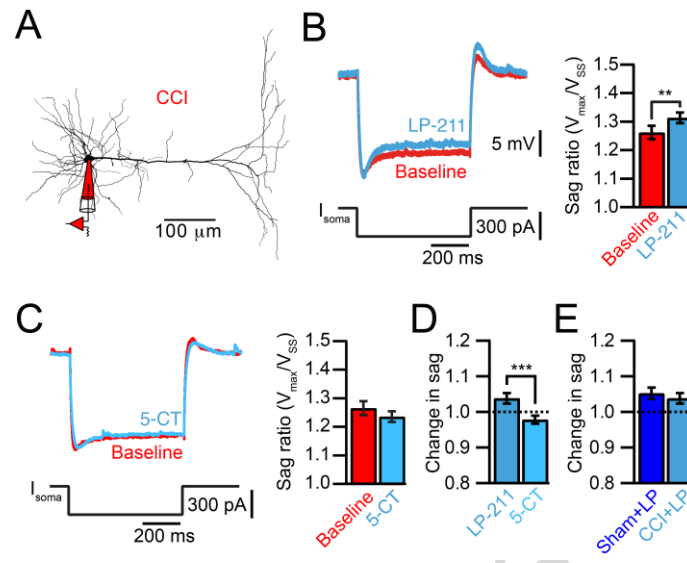 A
CCI
100 μm
B
LP-211
Baseline
5 mV
I soma
300 pA
200 ms
Sag ratio (Vmax/VSS)
1.5
1.4
1.3
1.2
1.1
1.0
**
Baseline
LP-211
C
5-CT
Baseline
I soma
300 pA
200 ms
Sag ratio (Vmax/VSS)
1.5
1.4
1.3
1.2
1.1
1.0
Baseline
5-CT
D
Change in sag
1.2
1.1
1.0
0.9
0.8
***
LP-211
5-CT
E
Change in sag
1.2
1.1
1.0
0.9
0.8
Sham+LP
CCI+LP